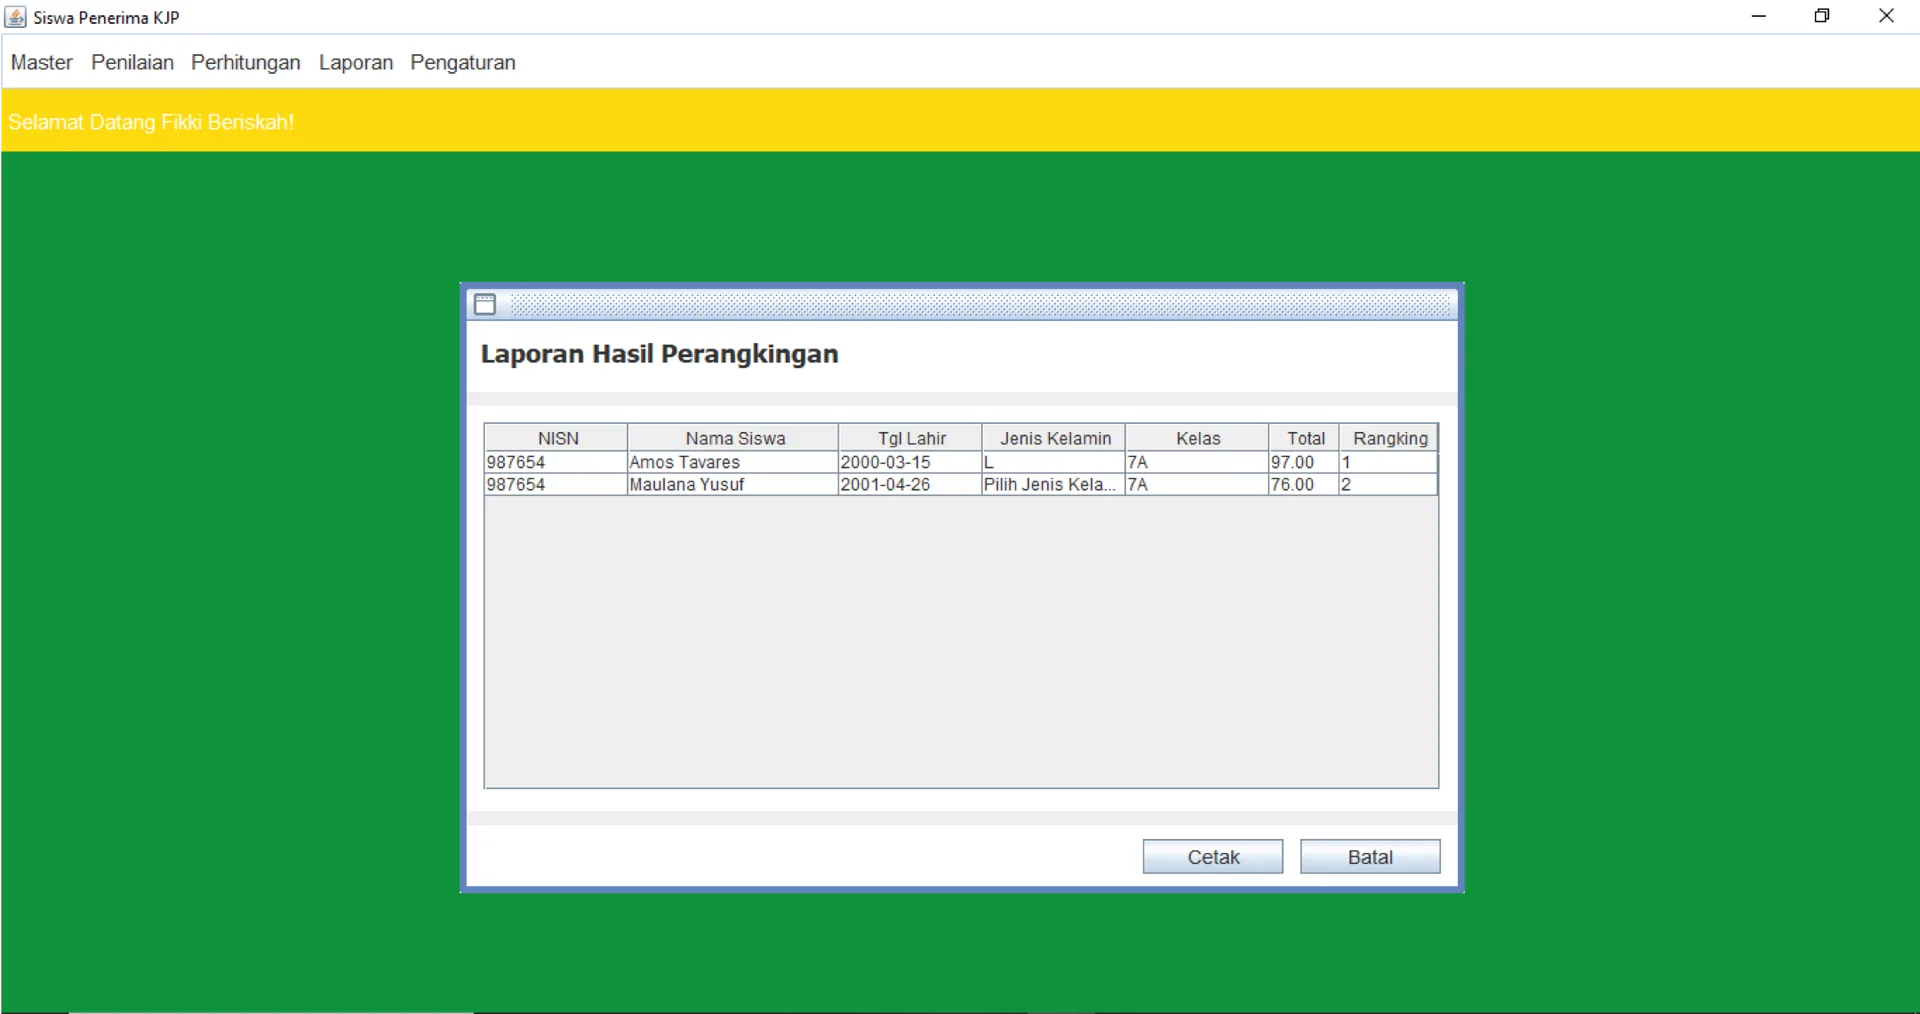 Siswa Penerima KJP
Master Penilaian Perhitungan Laporan Pengaturan
Selamat Datang Fikki Beriskah!
Laporan Hasil Perangkingan
NISN Nama Siswa Tgl Lahir Jenis Kelamin Kelas Total Rangking
987654 Amos Tavares 2000-03-15 L 7A 97.00 1
987654 Maulana Yusuf 2001-04-26 Pilih Jenis Kela... 7A 76.00 2
Cetak Batal